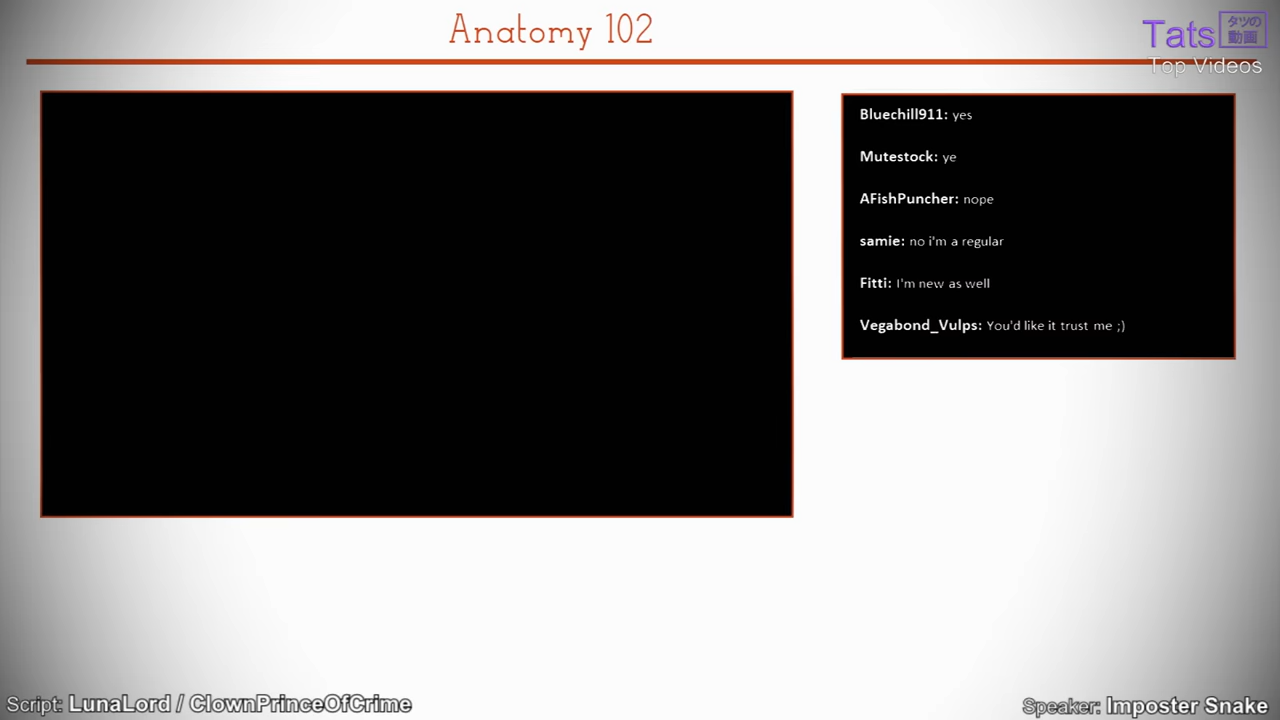 Anatomy 102
Tats
タツの
動画
Top Videos
Bluechill911: yes
Mutestock: ye
AFishPuncher: nope
samie: no i'm a regular
Fitti: I'm new as well
Vegabond_Vulps: You'd like it trust me ;)
Script: LunaLord / ClownPrinceOfCrime
Speaker: Imposter Snake